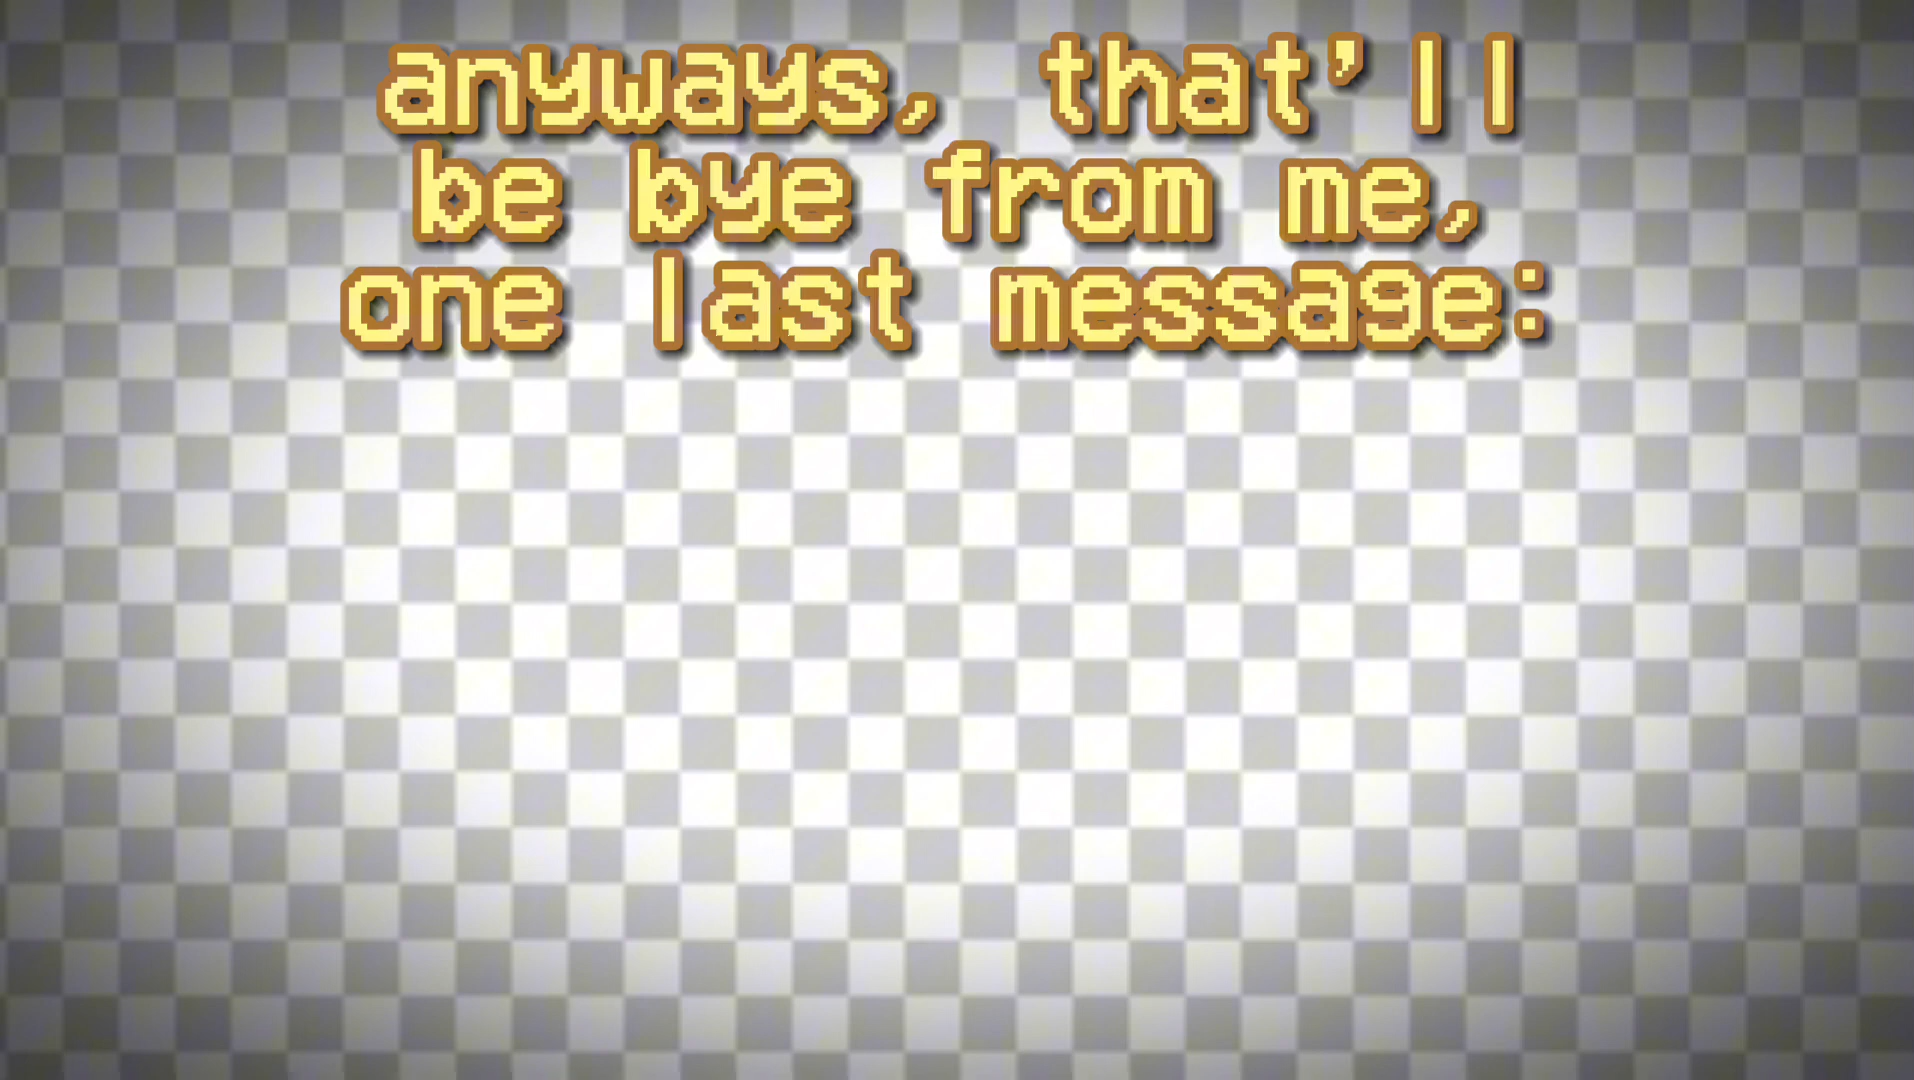 anyways, that'll
be bye from me,
one last message: